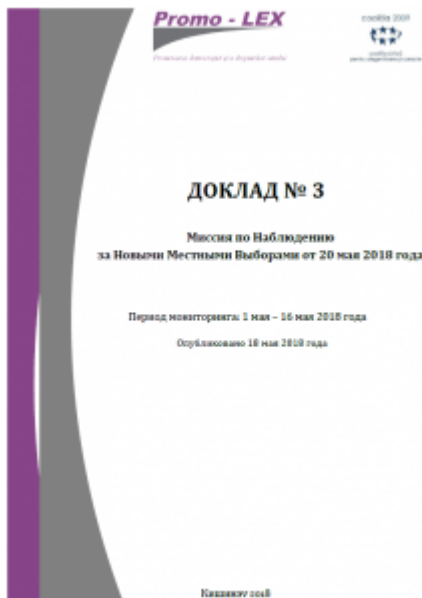 Promo - LEX
ДОКЛАД № 3
Миссия по Наблюдению
за Новыми Местными Выборами от 20 мая 2018 года
Период мониторинга: 1 мая – 16 мая 2018 года
Опубликовано 18 мая 2018 года
Кишинэу 2018